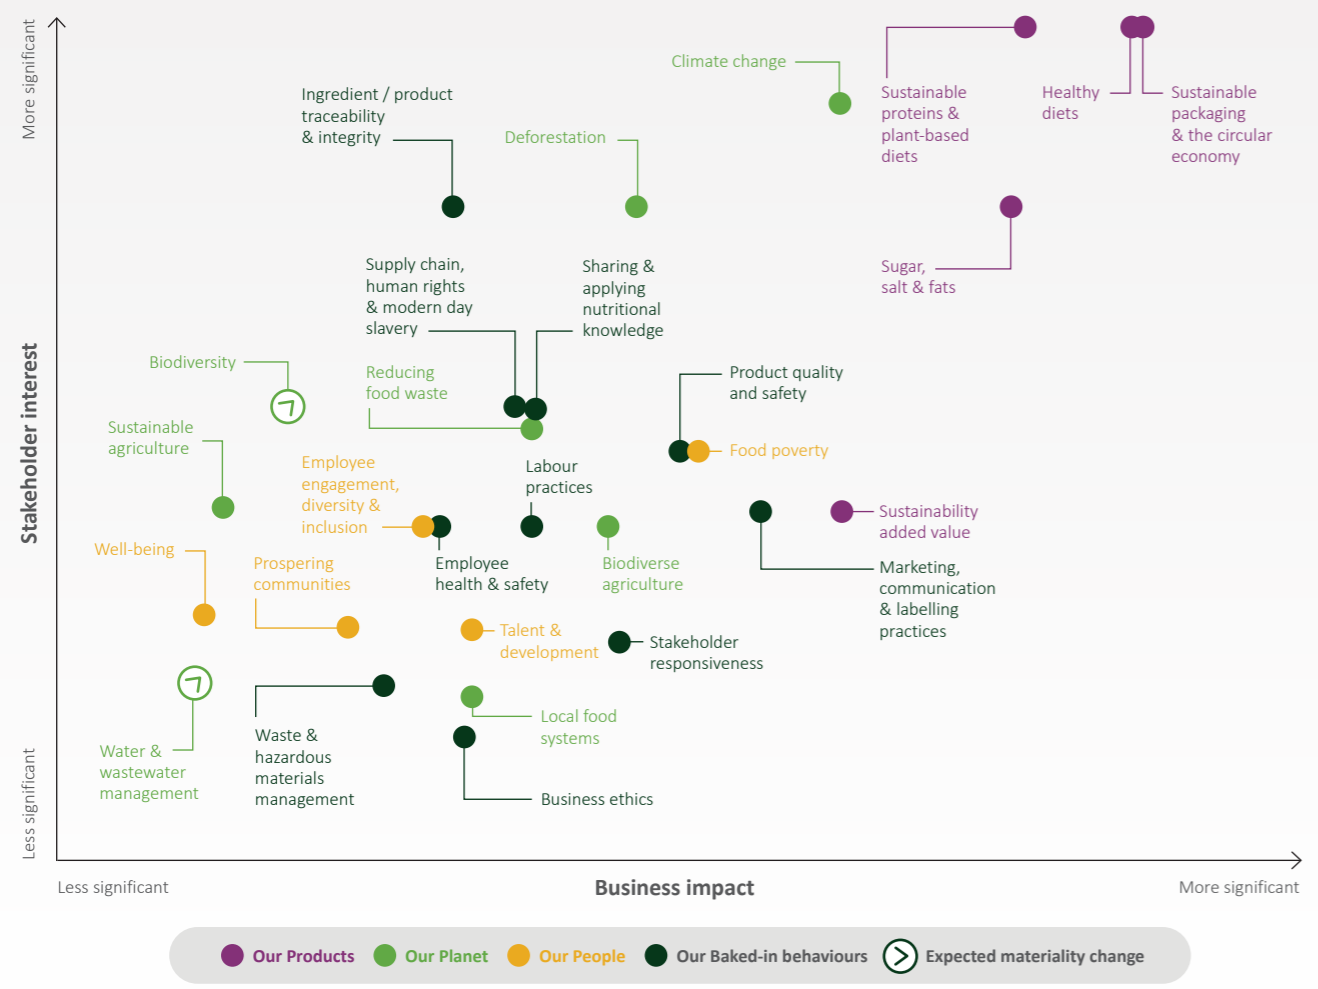 More significant
Climate change
Ingredient / product
traceability
& integrity
Deforestation
Sustainable
proteins &
plant-based
diets
Healthy
diets
Sustainable
packaging
& the circular
economy
Supply chain,
human rights
& modern day
slavery
Sharing &
applying
nutritional
knowledge
Sugar,
salt & fats
Stakeholder interest
Biodiversity
Reducing
food waste
Product quality
and safety
Sustainable
agriculture
Employee
engagement,
diversity &
inclusion
Labour
practices
Food poverty
Sustainability
added value
Well-being
Prospering
communities
Employee
health & safety
Biodiverse
agriculture
Marketing,
communication
& labelling
practices
Talent &
development
Stakeholder
responsiveness
Water &
wastewater
management
Waste &
hazardous
materials
management
Local food
systems
Business ethics
Less significant
Less significant
Business impact
More significant
Our Products
Our Planet
Our People
Our Baked-in behaviours
Expected materiality change